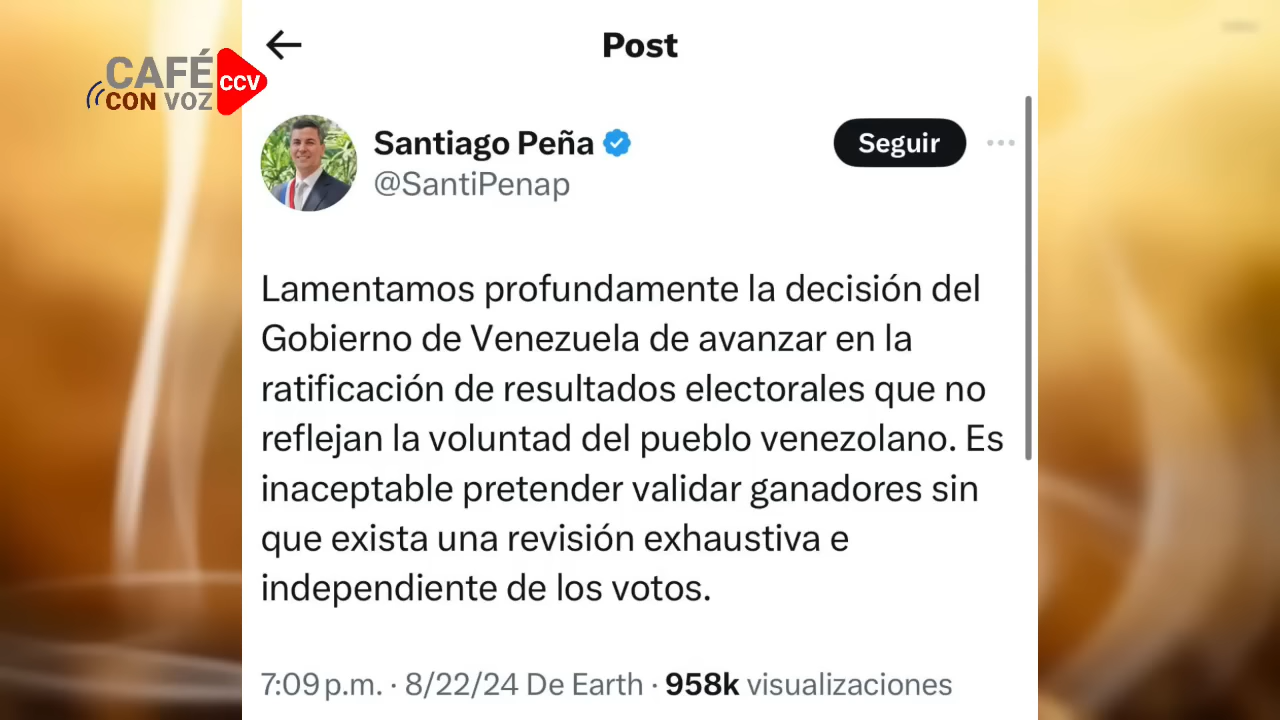 CAFÉ
CON VOZ
CCV
Post
Santiago Peña
Seguir
@SantiPenap
Lamentamos profundamente la decisión del
Gobierno de Venezuela de avanzar en la
ratificación de resultados electorales que no
reflejan la voluntad del pueblo venezolano. Es
inaceptable pretender validar ganadores sin
que exista una revisión exhaustiva e
independiente de los votos.
7:09 p.m. · 8/22/24 De Earth · 958k visualizaciones